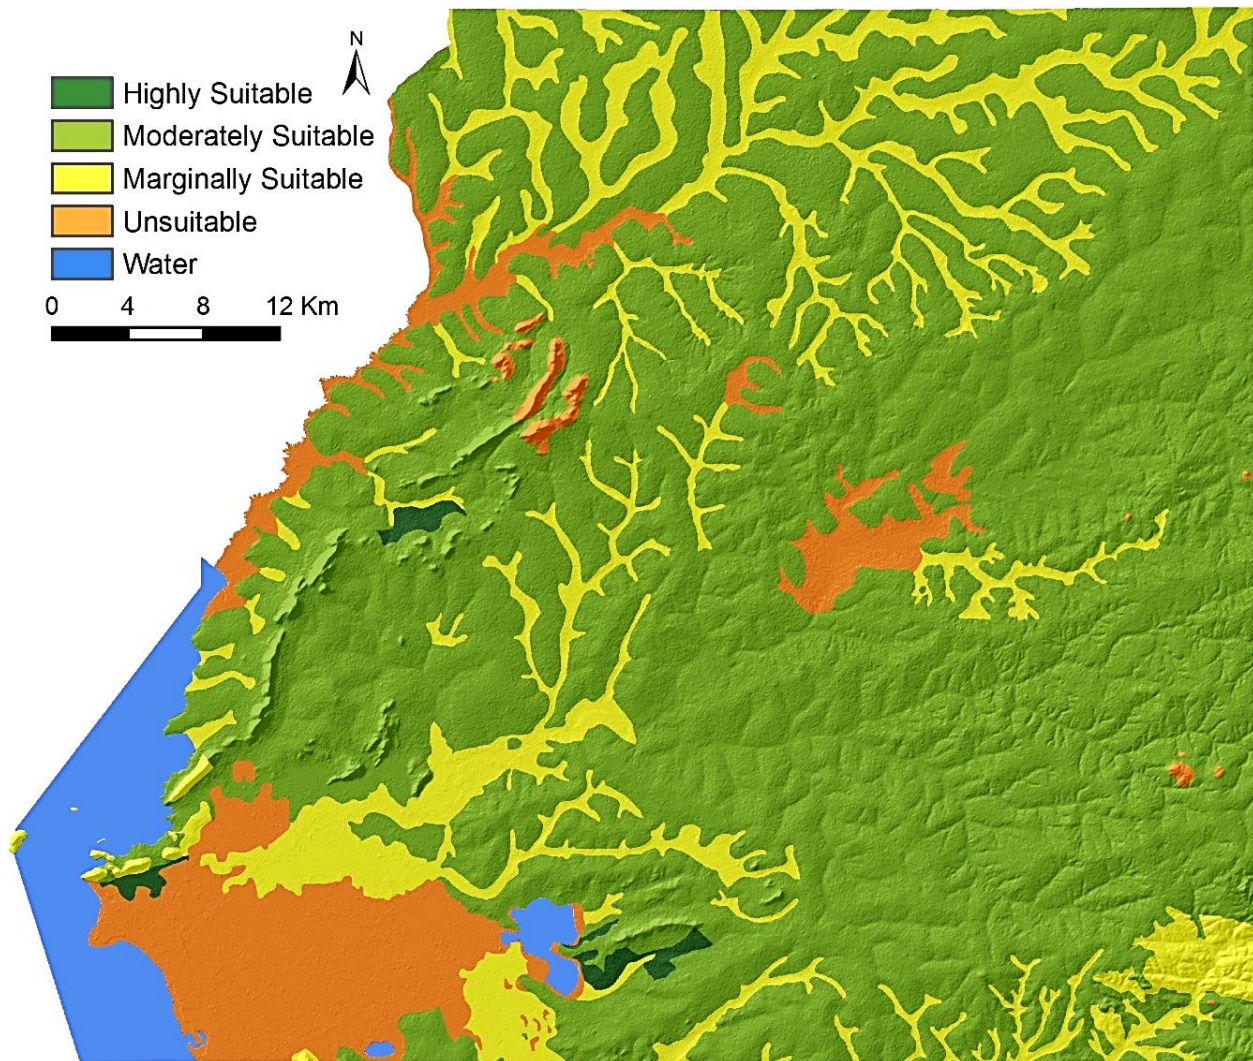 N
Highly Suitable
Moderately Suitable
Marginally Suitable
Unsuitable
Water
0 4 8 12 Km